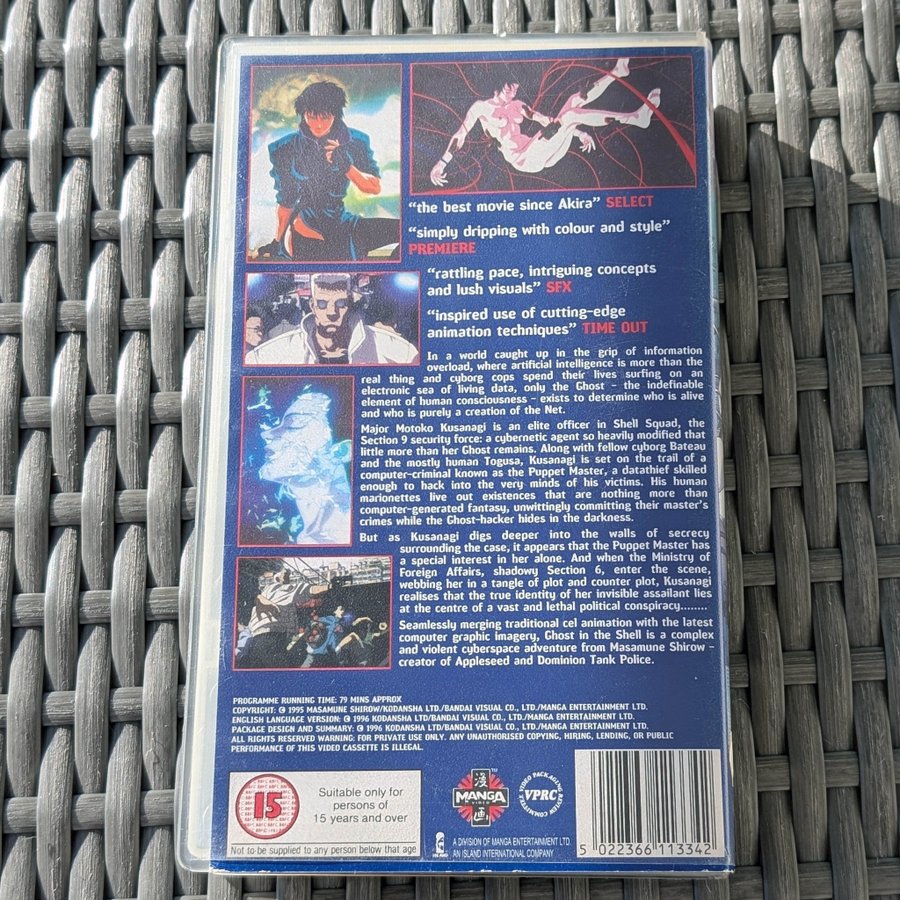 “the best movie since Akira” SELECT
“simply dripping with colour and style”
PREMIERE
“rattling pace, intriguing concepts
and lush visuals” SFX
“inspired use of cutting-edge
animation techniques” TIME OUT
In a world caught up in the grip of information
overload, where artificial intelligence is more than the
real thing and cyborg cops spend their lives surfing on an
electronic sea of living data, only the Ghost – the indefinable
element of human consciousness – exists to determine who is alive
and who is purely a creation of the Net.
Major Motoko Kusanagi is an elite officer in Shell Squad, the
Section 9 security force: a cybernetic agent so heavily modified that
little more than her Ghost remains. Along with fellow cyborg Bateau
and the mostly human Togusa, Kusanagi is set on the trail of a
computer-criminal known as the Puppet Master, a datathief skilled
enough to hack into the very minds of his victims. His human
marionettes live out existences that are nothing more than
computer-generated fantasy, unwittingly committing their master's
crimes while the Ghost-hacker hides in the darkness.
But as Kusanagi digs deeper into the walls of secrecy
surrounding the case, it appears that the Puppet Master has
a special interest in her alone. And when the Ministry of
Foreign Affairs, shadowy Section 6, enter the scene,
webbing her in a tangle of plot and counter plot, Kusanagi
realises that the true identity of her invisible assailant lies
at the centre of a vast and lethal political conspiracy........
Seamlessly merging traditional cel animation with the latest
computer graphic imagery, Ghost in the Shell is a complex
and violent cyberspace adventure from Masamune Shirow -
creator of Appleseed and Dominion Tank Police.
PROGRAMME RUNNING TIME: 79 MINS APPROX
COPYRIGHT: © 1995 MASAMUNE SHIROW/KODANSHA LTD/BANDAI VISUAL CO., LTD./MANGA ENTERTAINMENT LTD.
ENGLISH LANGUAGE VERSION: © 1996 KODANSHA LTD/BANDAI VISUAL CO., LTD./MANGA ENTERTAINMENT LTD.
PACKAGE DESIGN AND SUMMARY: © 1996 KODANSHA LTD/BANDAI VISUAL CO., LTD./MANGA ENTERTAINMENT LTD.
ALL RIGHTS RESERVED WARNING: FOR PRIVATE USE ONLY. ANY UNAUTHORISED COPYING, HIRING, LENDING, OR PUBLIC
PERFORMANCE OF THIS VIDEO CASSETTE IS ILLEGAL.
15
Suitable only for
persons of
15 years and over
Not to be supplied to any person below that age
漫
MANGA
VIDEO
画
TM
ISLAND
A DIVISION OF MANGA ENTERTAINMENT LTD.
AN ISLAND INTERNATIONAL COMPANY
VIDEO PACKAGING REVIEW COMMITTEE
VPRC
5 022366 113342